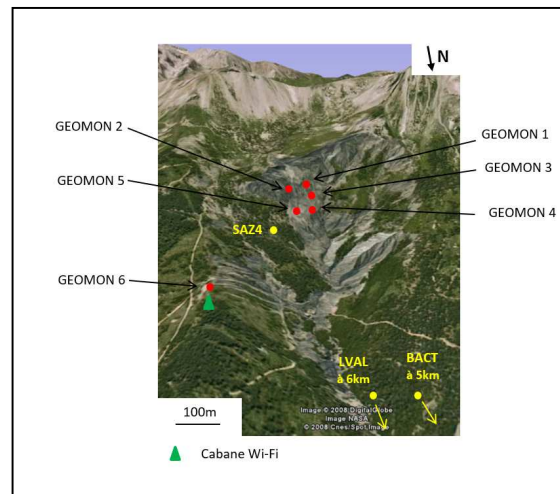 N
GEOMON 2
GEOMON 1
GEOMON 3
GEOMON 5
GEOMON 4
SAZ4
GEOMON 6
LVAL
à 6km
BACT
à 5km
100m
Image © 2008 DigitalGlobe
Image NASA
© 2008 Cnes/Spot Image
Cabane Wi-Fi